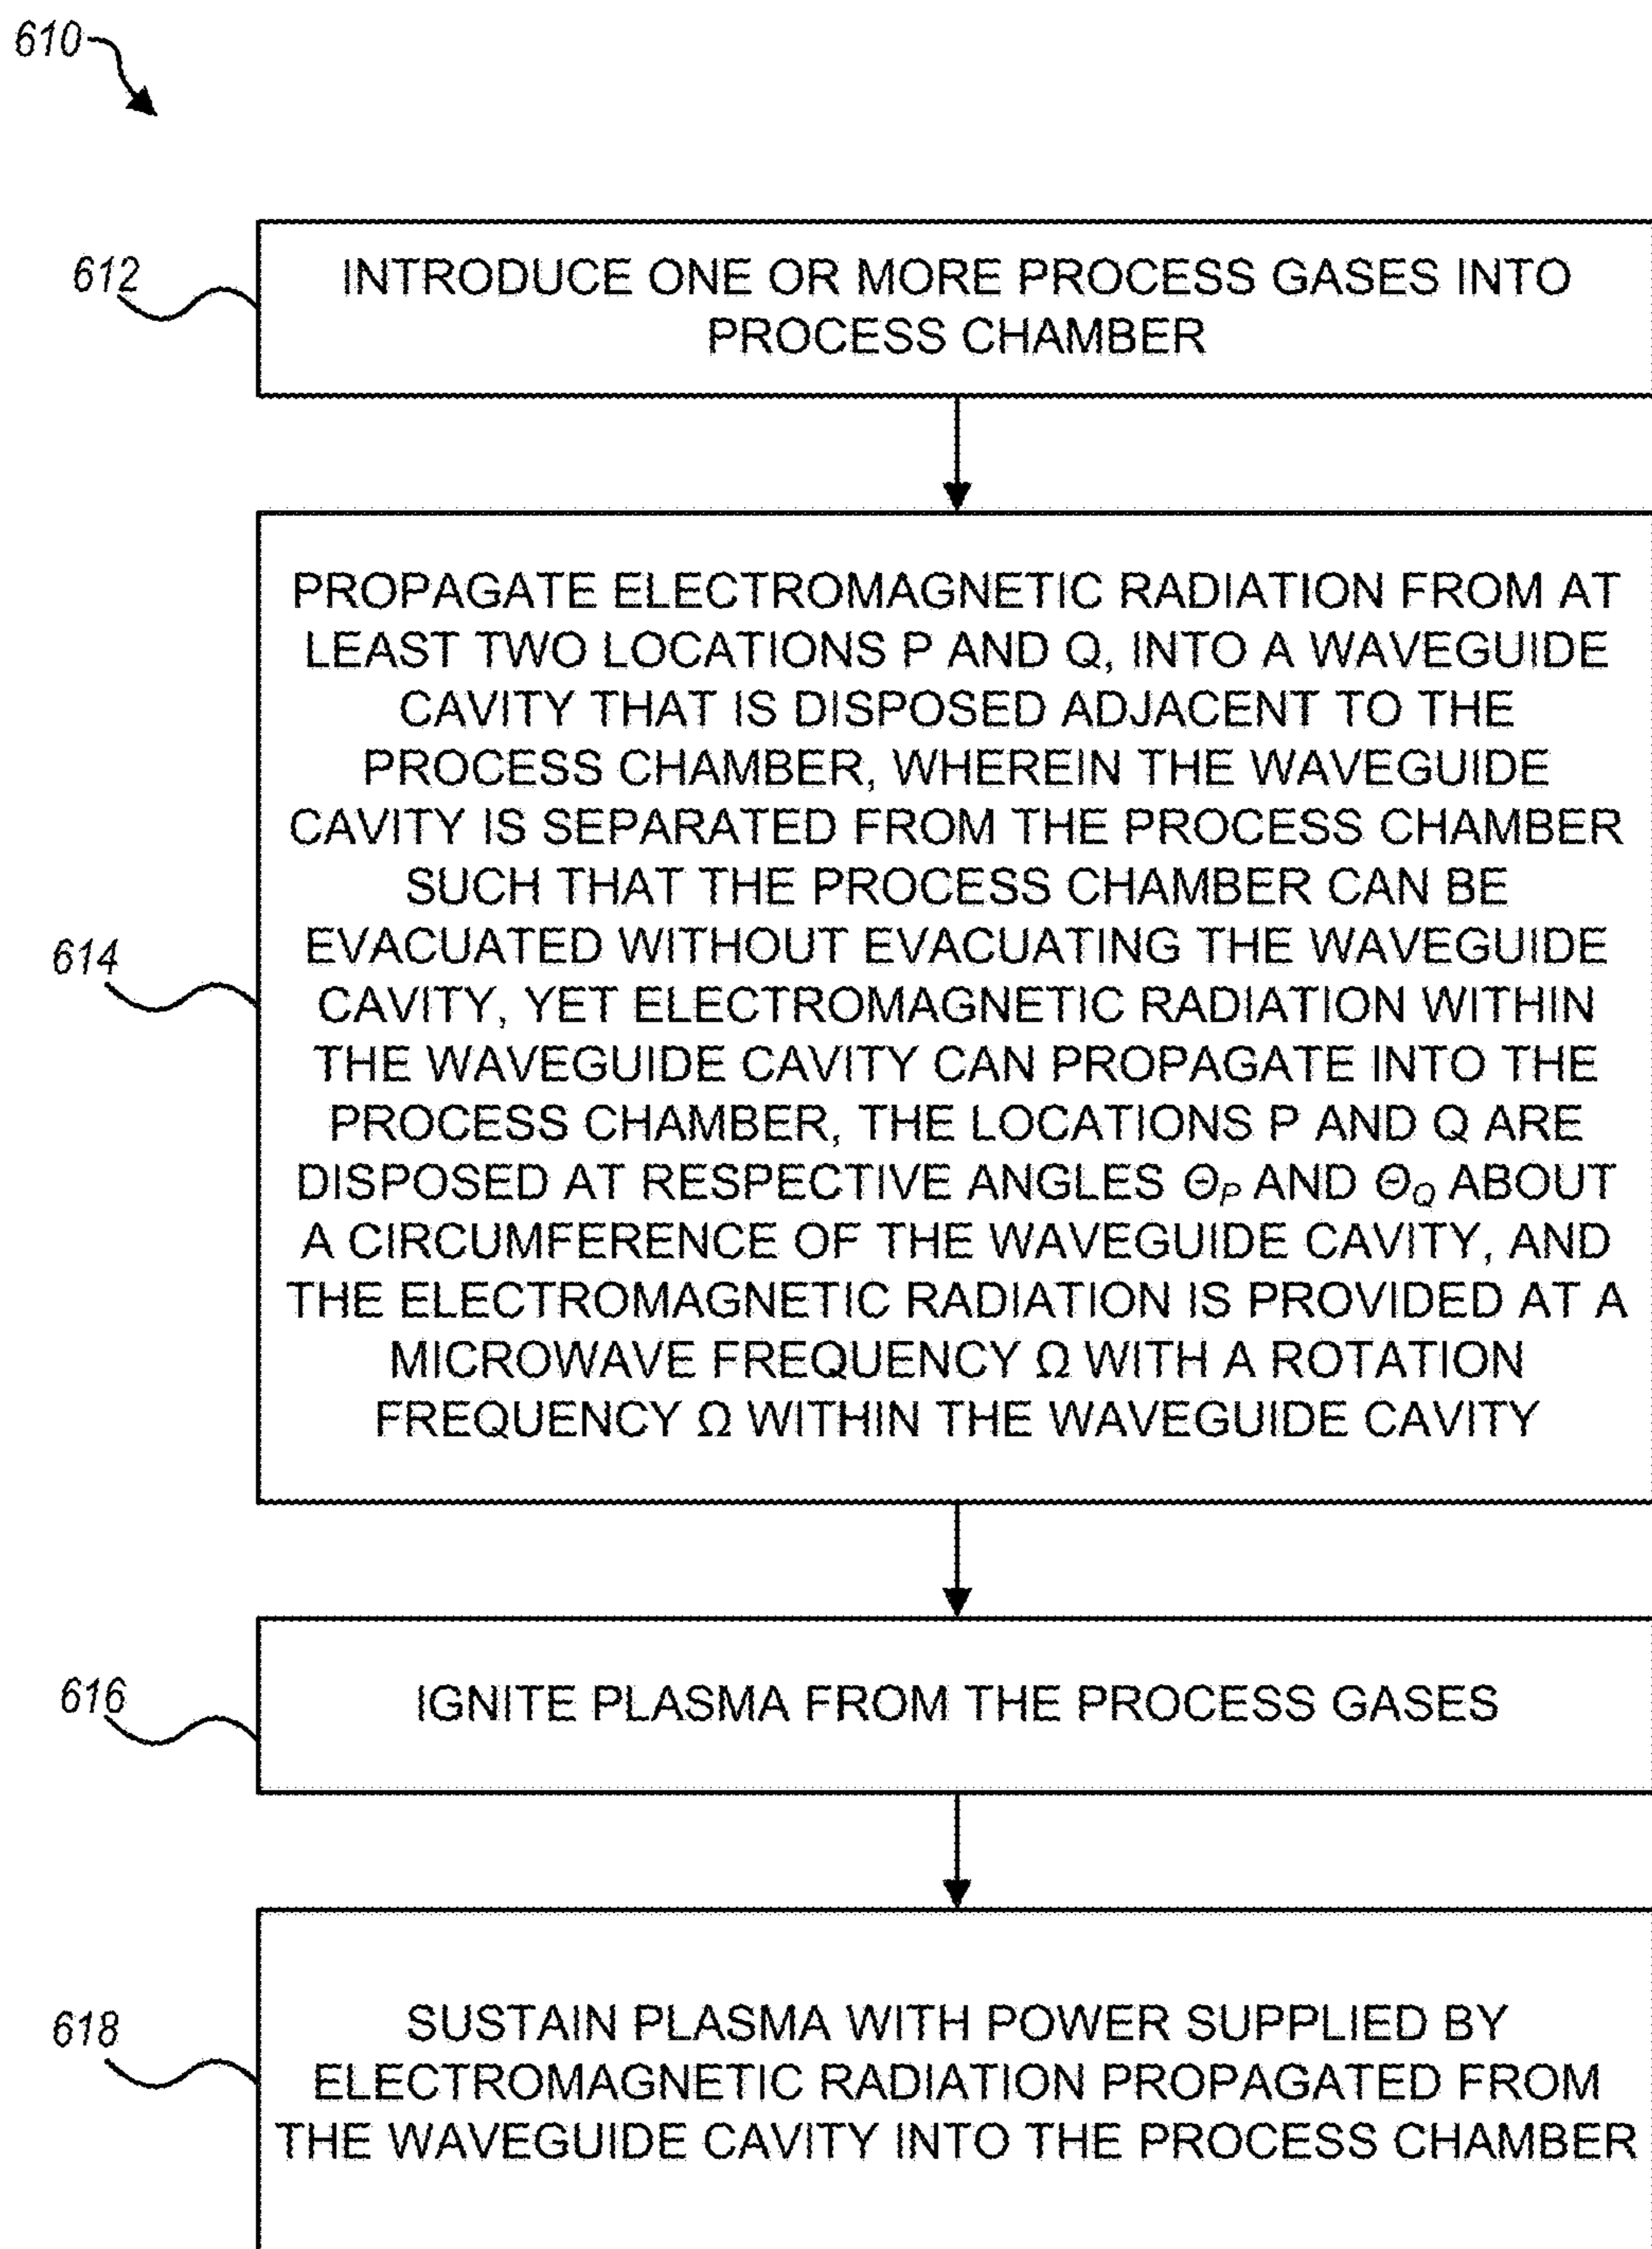 610
612
INTRODUCE ONE OR MORE PROCESS GASES INTO
PROCESS CHAMBER
614
PROPAGATE ELECTROMAGNETIC RADIATION FROM AT
LEAST TWO LOCATIONS P AND Q, INTO A WAVEGUIDE
CAVITY THAT IS DISPOSED ADJACENT TO THE
PROCESS CHAMBER, WHEREIN THE WAVEGUIDE
CAVITY IS SEPARATED FROM THE PROCESS CHAMBER
SUCH THAT THE PROCESS CHAMBER CAN BE
EVACUATED WITHOUT EVACUATING THE WAVEGUIDE
CAVITY, YET ELECTROMAGNETIC RADIATION WITHIN
THE WAVEGUIDE CAVITY CAN PROPAGATE INTO THE
PROCESS CHAMBER, THE LOCATIONS P AND Q ARE
DISPOSED AT RESPECTIVE ANGLES ΘP AND ΘQ ABOUT
A CIRCUMFERENCE OF THE WAVEGUIDE CAVITY, AND
THE ELECTROMAGNETIC RADIATION IS PROVIDED AT A
MICROWAVE FREQUENCY Ω WITH A ROTATION
FREQUENCY Ω WITHIN THE WAVEGUIDE CAVITY
616
IGNITE PLASMA FROM THE PROCESS GASES
618
SUSTAIN PLASMA WITH POWER SUPPLIED BY
ELECTROMAGNETIC RADIATION PROPAGATED FROM
THE WAVEGUIDE CAVITY INTO THE PROCESS CHAMBER